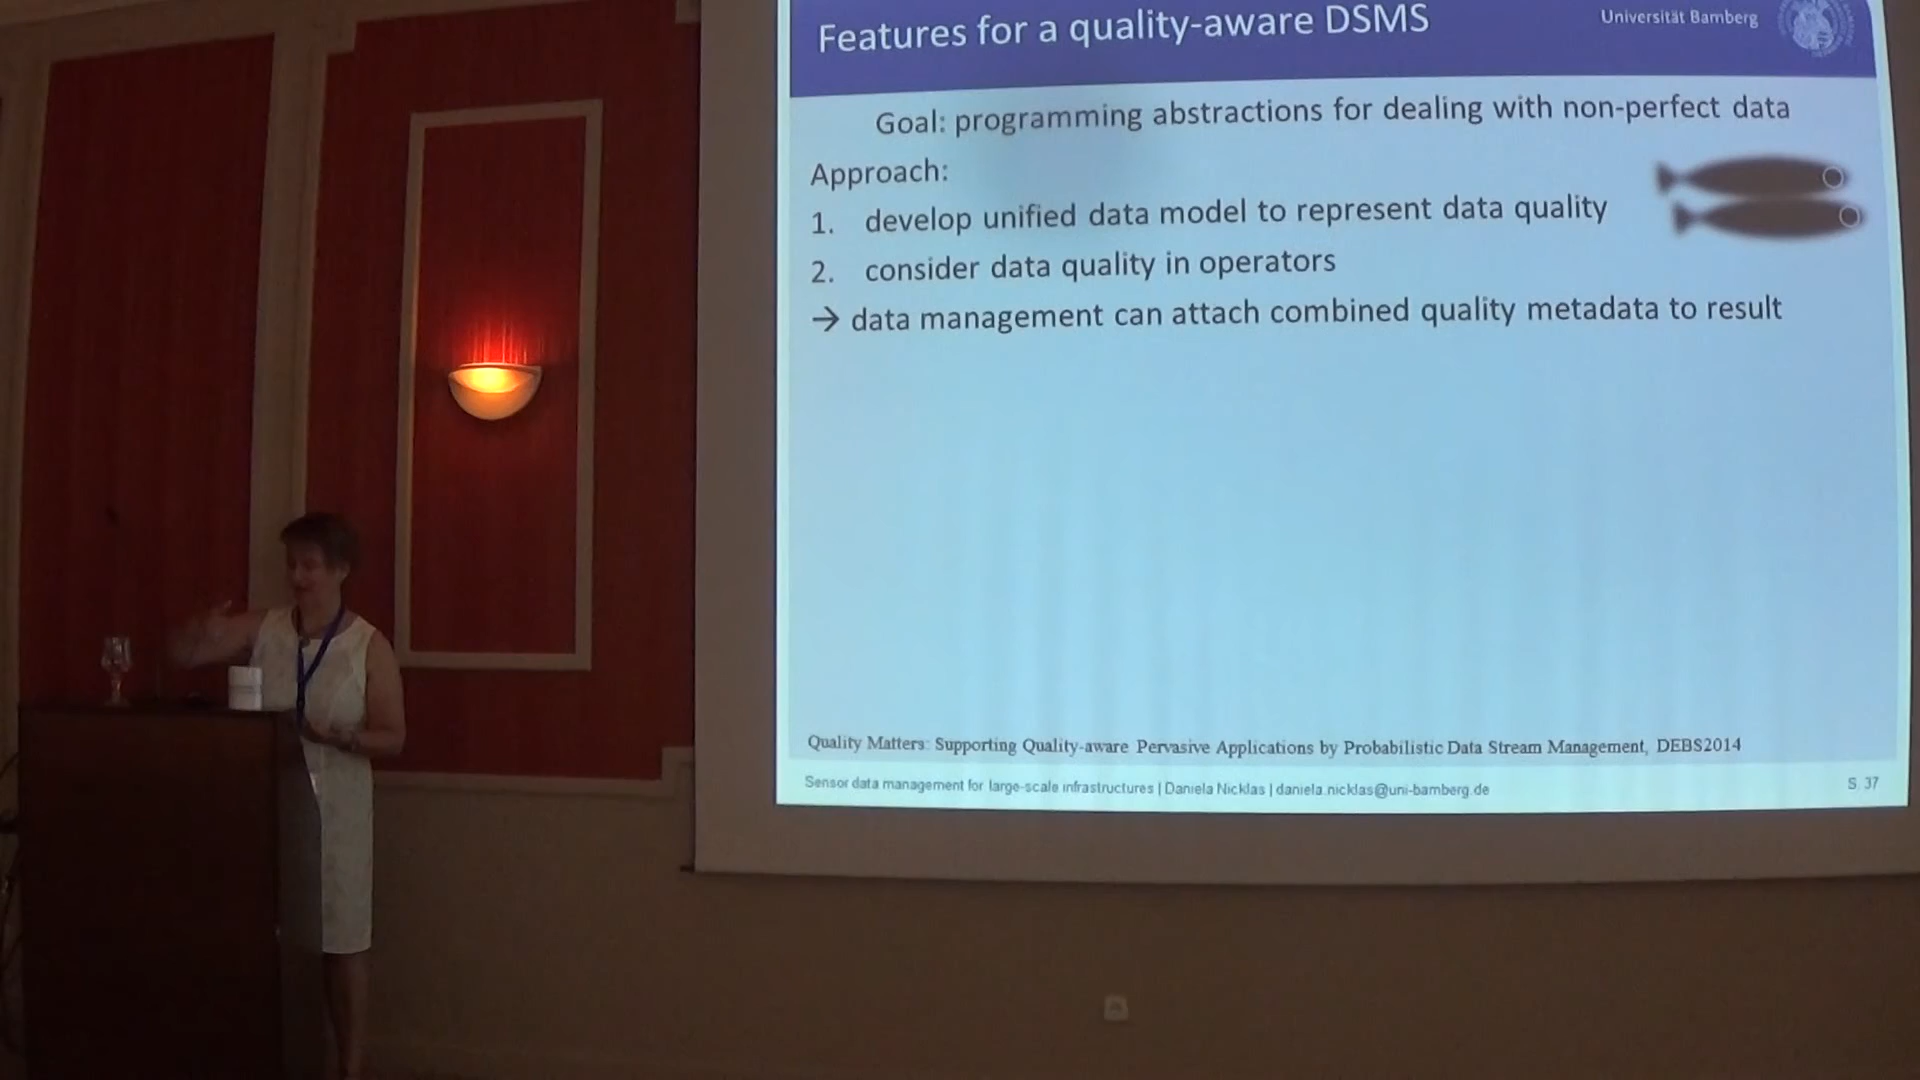 Features for a quality-aware DSMS
Universität Bamberg
Goal: programming abstractions for dealing with non-perfect data
Approach:
1. develop unified data model to represent data quality
2. consider data quality in operators
→ data management can attach combined quality metadata to result
Quality Matters: Supporting Quality-aware Pervasive Applications by Probabilistic Data Stream Management, DEBS2014
Sensor data management for large-scale infrastructures | Daniela Nicklas | daniela.nicklas@uni-bamberg.de
S. 37